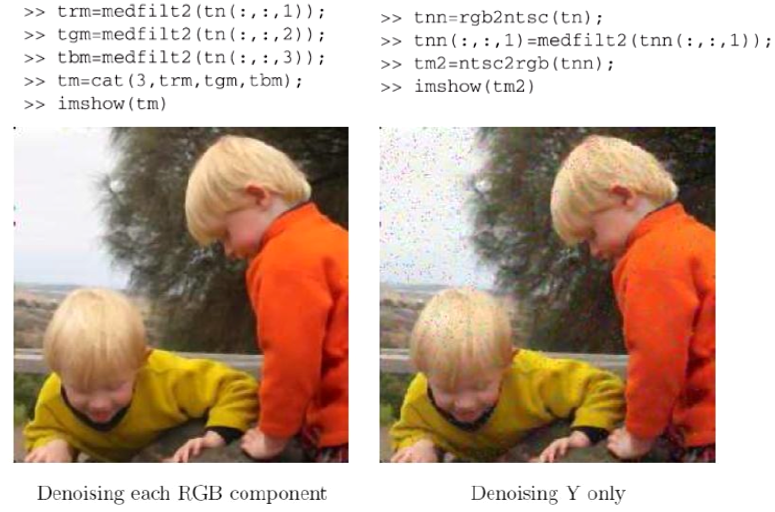 >> trm=medfilt2(tn(:,:,1));
>> tgm=medfilt2(tn(:,:,2));
>> tbm=medfilt2(tn(:,:,3));
>> tm=cat(3,trm,tgm,tbm);
>> imshow(tm)
>> tnn=rgb2ntsc(tn);
>> tnn(:,:,1)=medfilt2(tnn(:,:,1));
>> tm2=ntsc2rgb(tnn);
>> imshow(tm2)
Denoising each RGB component
Denoising Y only